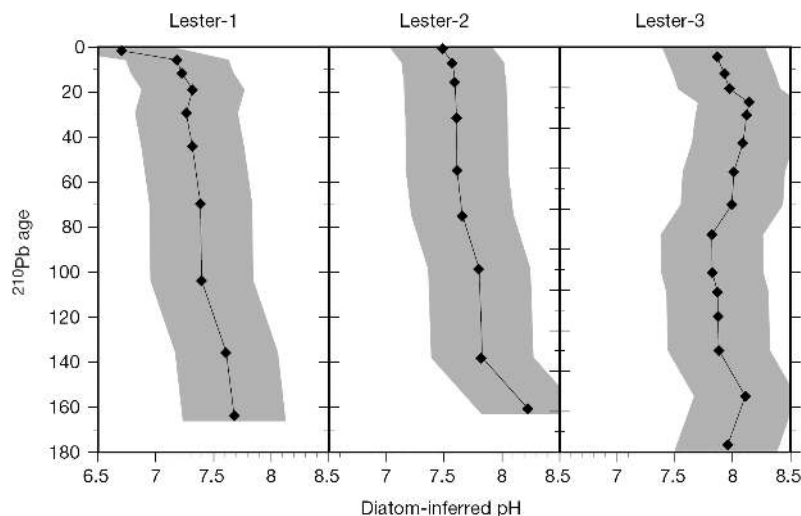 Lester-1 Lester-2 Lester-3
0
20
40
60
80
100
120
140
160
180
²¹⁰Pb age
6.5 7 7.5 8 8.5 7 7.5 8 8.5 7 7.5 8 8.5
Diatom-inferred pH